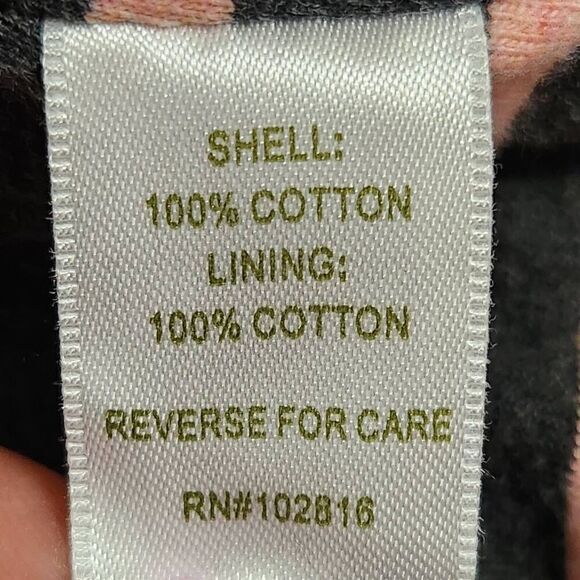 SHELL:
100% COTTON
LINING:
100% COTTON
REVERSE FOR CARE
RN#102816